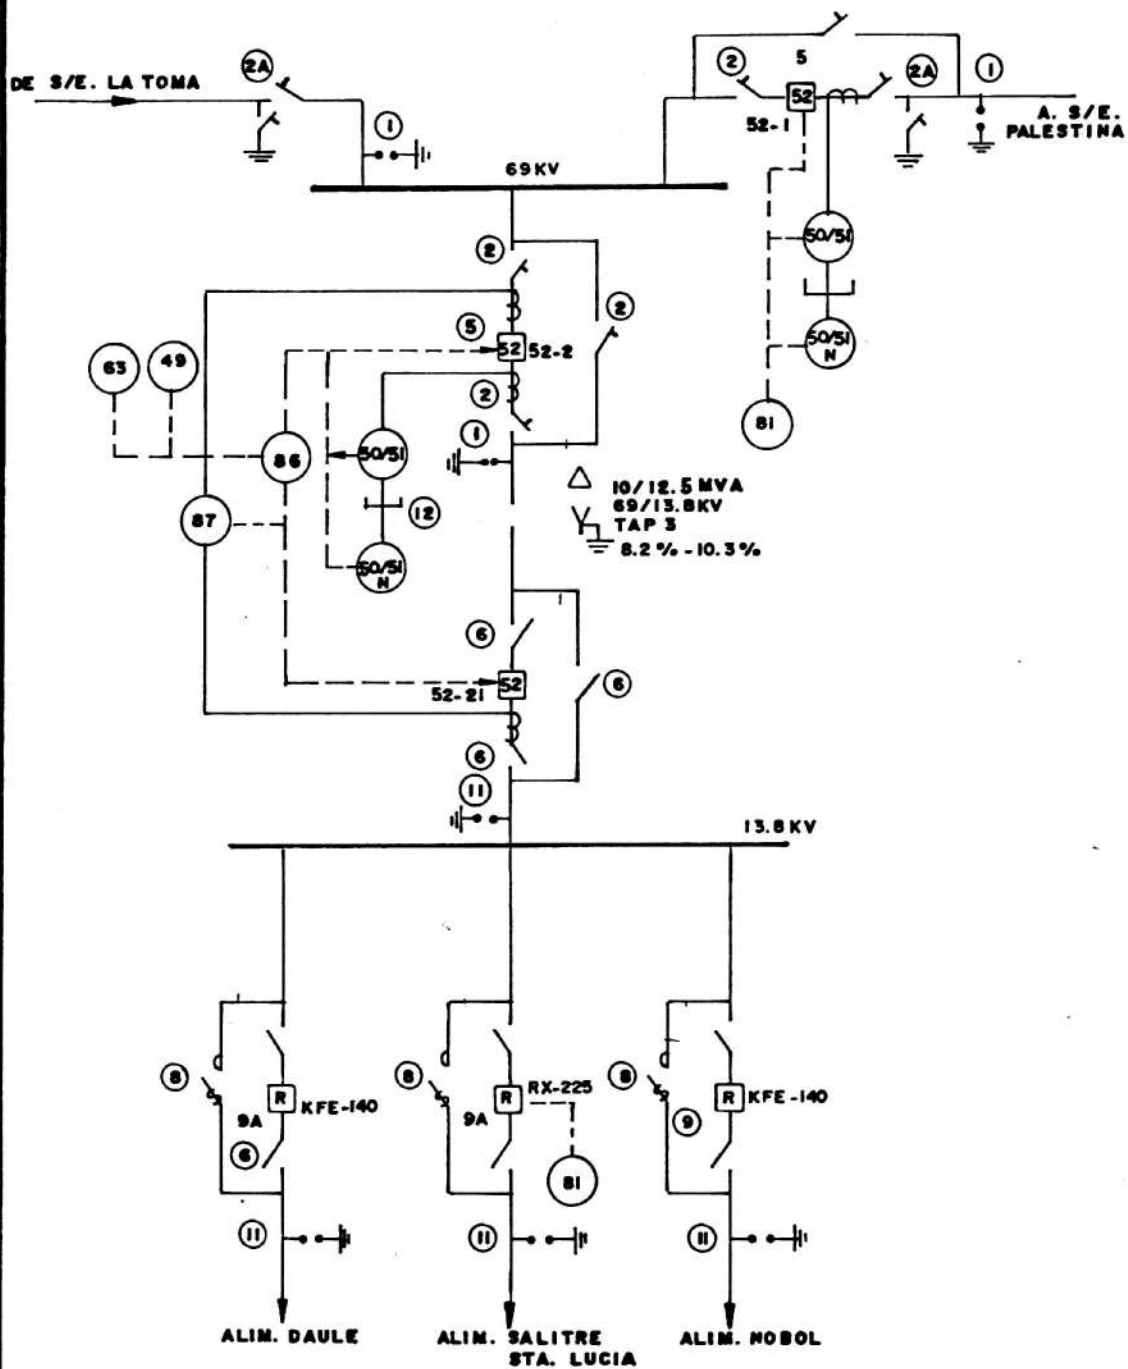 DE S/E. LA TOMA
2A
1
5
2
52
52-1
2A
1
A. S/E.
PALESTINA
69KV
50/51
50/51
N
81
2
2
5
52
52-2
2
1
63
49
86
50/51
87
12
50/51
N
10/12.5 MVA
69/13.8KV
TAP 3
8.2% - 10.3%
6
52
52-21
6
6
11
13.8KV
8
R
KFE-140
9A
6
8
R
RX-225
9A
81
8
R
KFE-140
9
11
11
11
ALIM. DAULE
ALIM. SALITRE
STA. LUCIA
ALIM. NOBOL